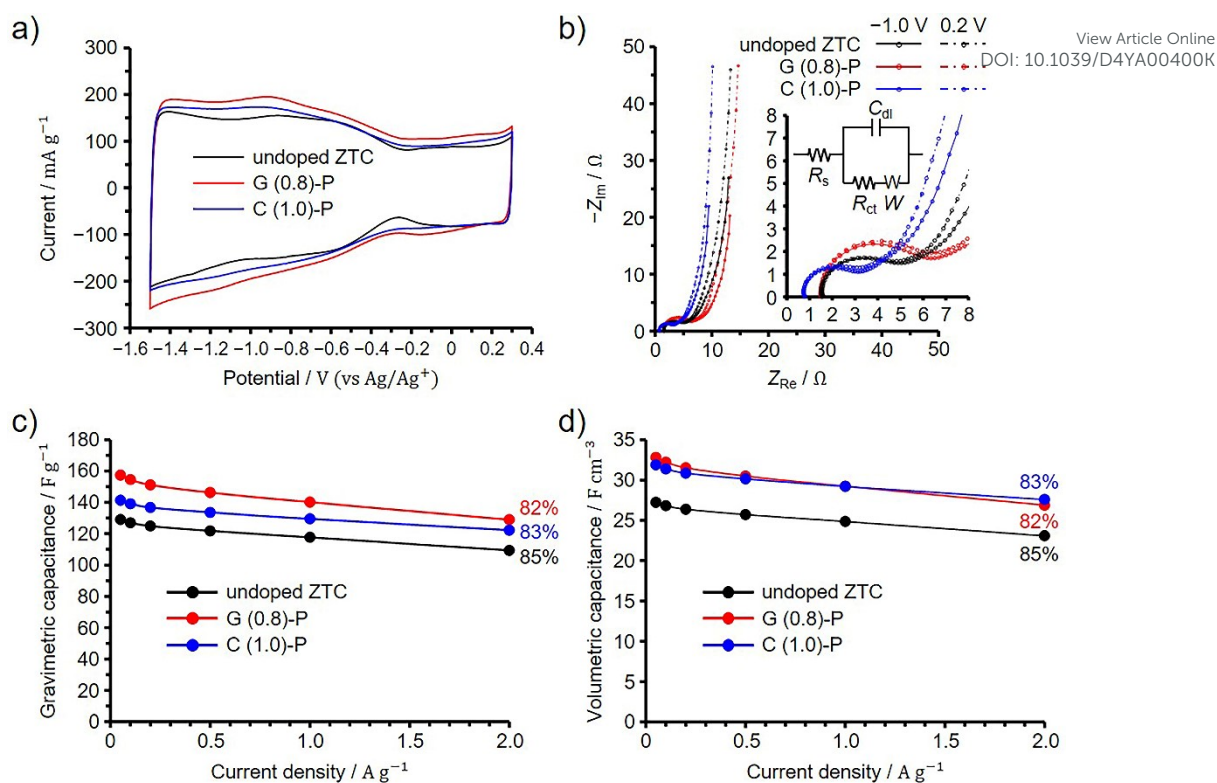 View Article Online
DOI: 10.1039/D4YA00400K
a)
300
200
100
0
−100
−200
−300
Current / mA g⁻¹
undoped ZTC
G (0.8)-P
C (1.0)-P
−1.6 −1.4 −1.2 −1.0 −0.8 −0.6 −0.4 −0.2 0 0.2 0.4
Potential / V (vs Ag/Ag⁺)
b)
−1.0 V 0.2 V
undoped ZTC
G (0.8)-P
C (1.0)-P
50
40
30
20
10
0
−Z_Im / Ω
0 10 20 30 40 50
Z_Re / Ω
8
7
6
5
4
3
2
1
0
0 1 2 3 4 5 6 7 8
C_dl
R_s
R_ct W
c)
180
160
140
120
100
80
60
40
20
0
Gravimetric capacitance / F g⁻¹
82%
83%
85%
undoped ZTC
G (0.8)-P
C (1.0)-P
0 0.5 1.0 1.5 2.0
Current density / A g⁻¹
d)
35
30
25
20
15
10
5
0
Volumetric capacitance / F cm⁻³
83%
82%
85%
undoped ZTC
G (0.8)-P
C (1.0)-P
0 0.5 1.0 1.5 2.0
Current density / A g⁻¹